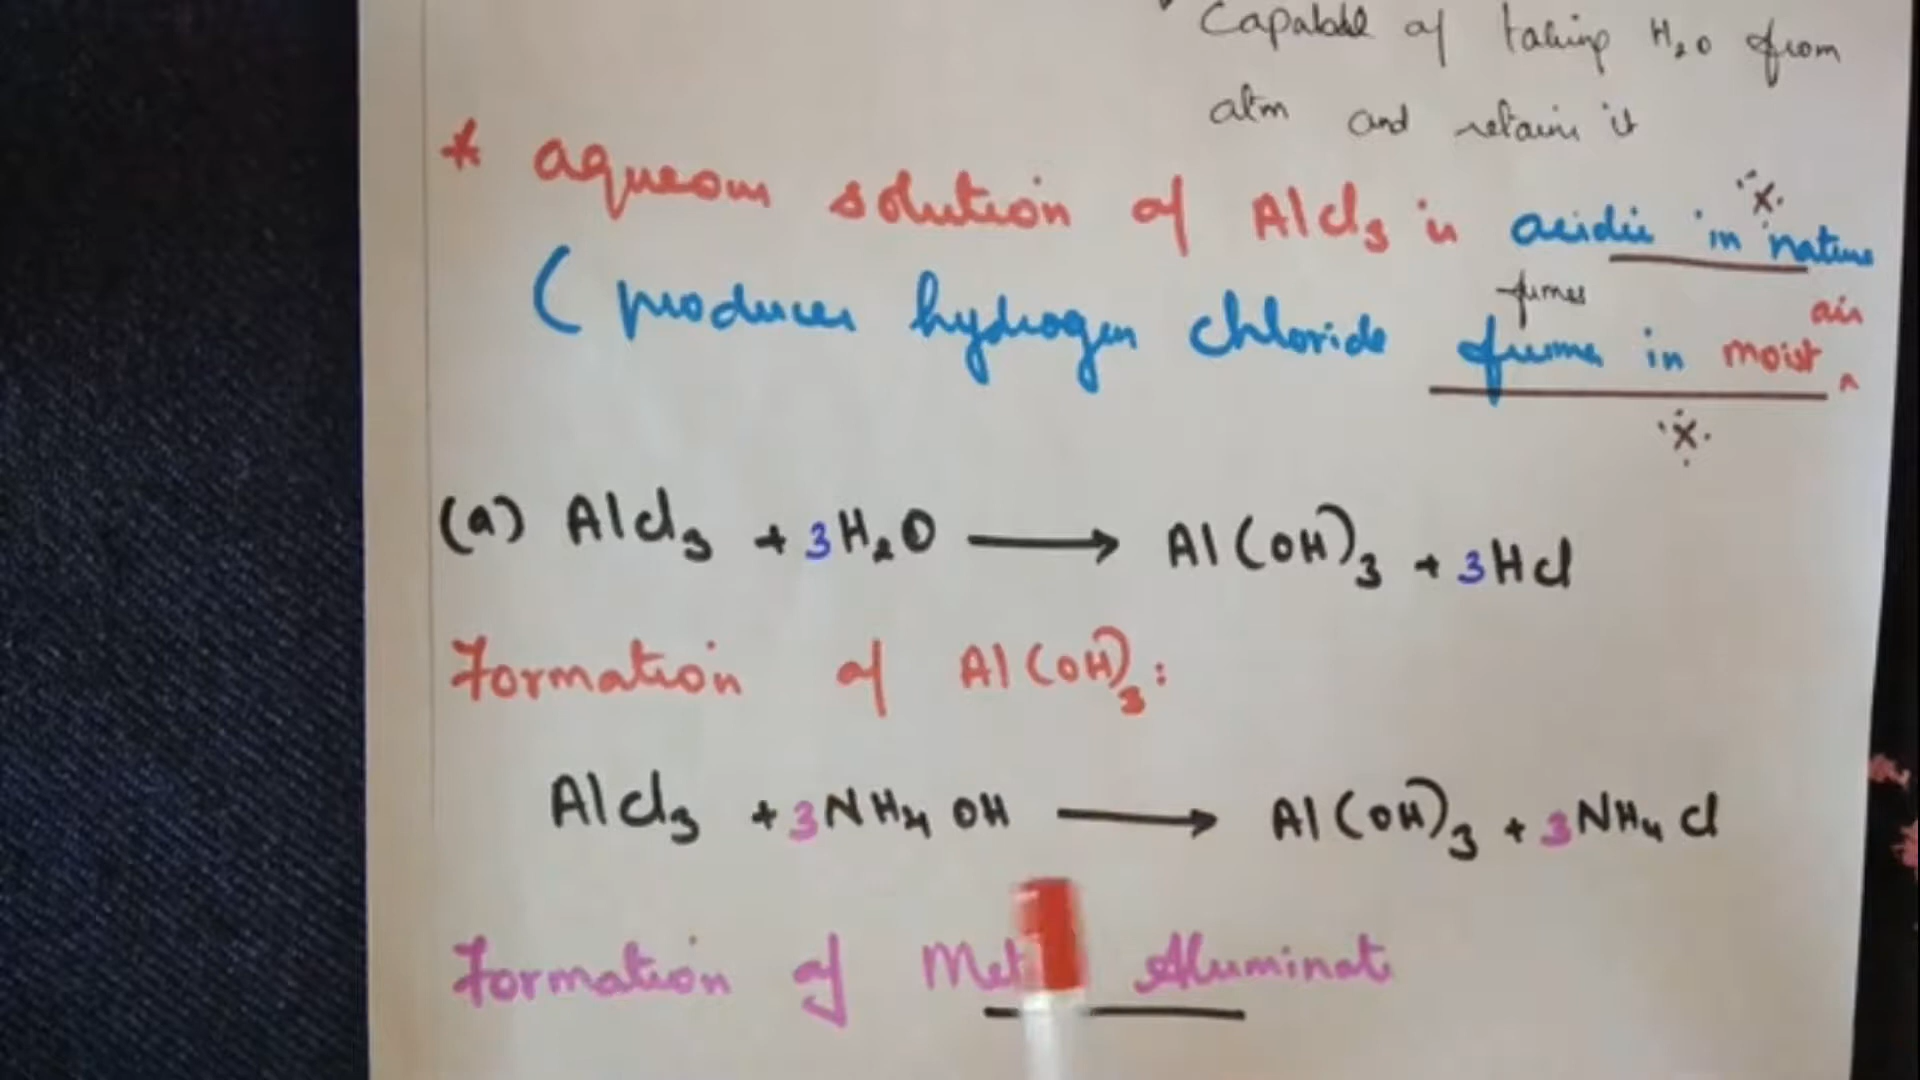 Capable of taking H₂O from
atm and retain it
* aqueous solution of AlCl₃ is acidic in nature
fumes air
( produces hydrogen chloride fumes in moist ^
(a) AlCl₃ + 3H₂O ⟶ Al(OH)₃ + 3HCl
Formation of Al(OH)₃:
AlCl₃ + 3NH₄OH ⟶ Al(OH)₃ + 3NH₄Cl
Formation of Aluminate